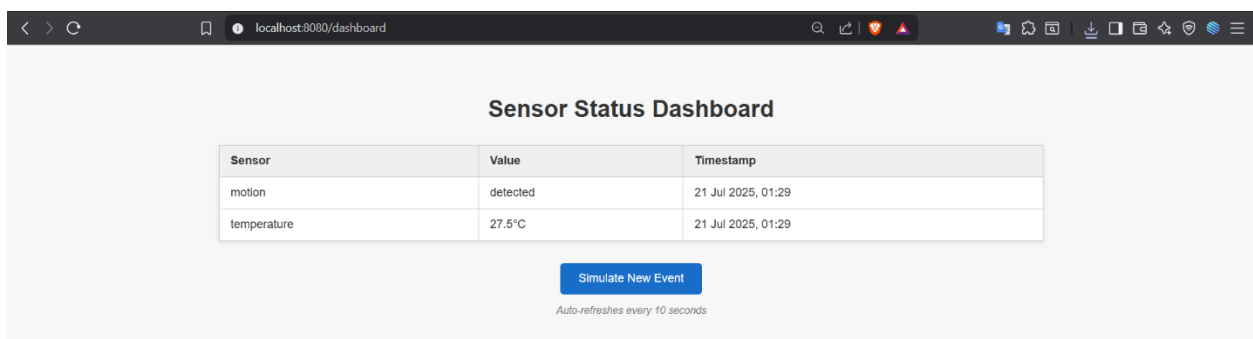 localhost:8080/dashboard
Sensor Status Dashboard
Sensor Value Timestamp
motion detected 21 Jul 2025, 01:29
temperature 27.5°C 21 Jul 2025, 01:29
Simulate New Event
Auto-refreshes every 10 seconds